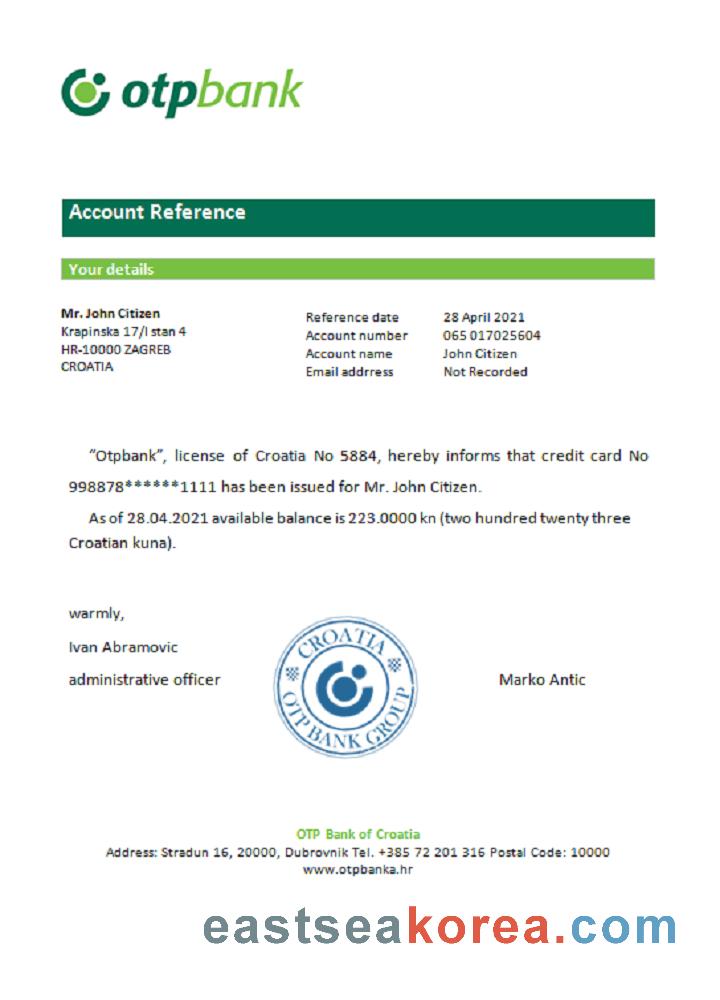 otpbank
Account Reference
Your details
Mr. John Citizen
Krapinska 17/I stan 4
HR-10000 ZAGREB
CROATIA
Reference date 28 April 2021
Account number 065 017025604
Account name John Citizen
Email addrress Not Recorded
“Otpbank”, license of Croatia No 5884, hereby informs that credit card No
998878******1111 has been issued for Mr. John Citizen.
As of 28.04.2021 available balance is 223.0000 kn (two hundred twenty three
Croatian kuna).
warmly,
Ivan Abramovic
administrative officer
CROATIA
OTP BANK GROUP
Marko Antic
OTP Bank of Croatia
Address: Stradun 16, 20000, Dubrovnik Tel. +385 72 201 316 Postal Code: 10000
www.otpbanka.hr
eastseakorea.com